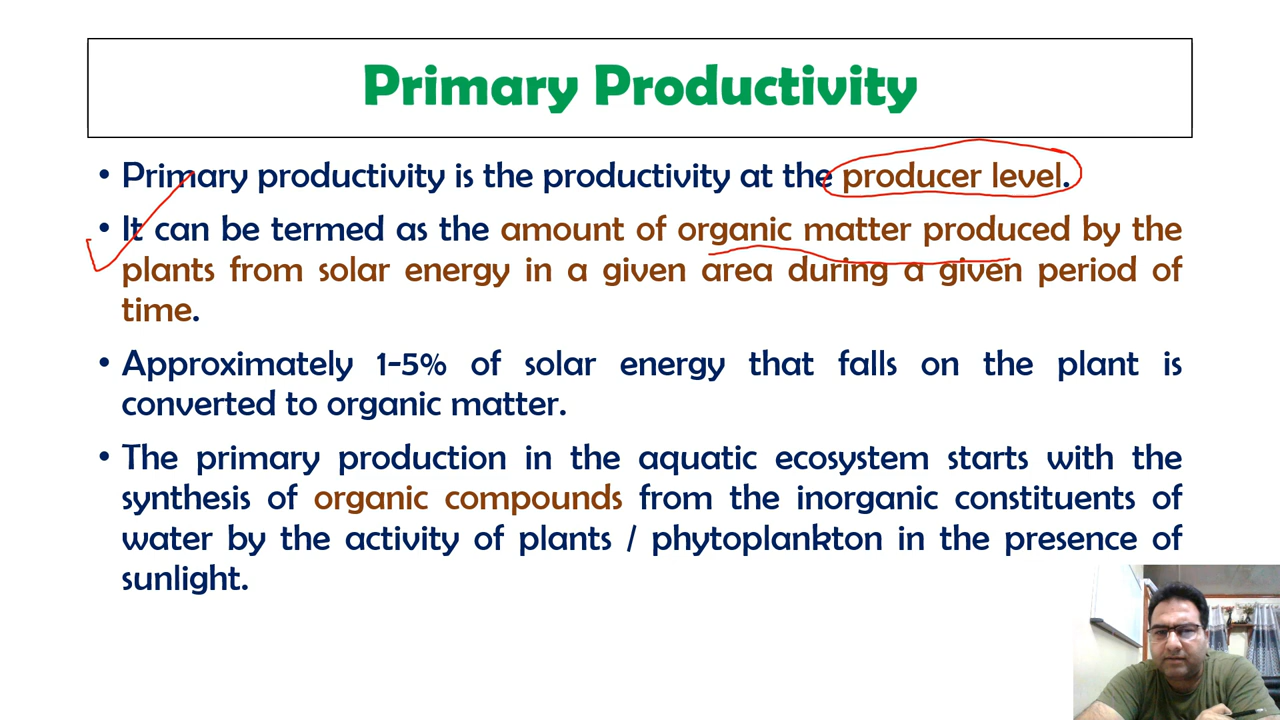 Primary Productivity
• Primary productivity is the productivity at the producer level.
• It can be termed as the amount of organic matter produced by the
plants from solar energy in a given area during a given period of
time.
• Approximately 1-5% of solar energy that falls on the plant is
converted to organic matter.
• The primary production in the aquatic ecosystem starts with the
synthesis of organic compounds from the inorganic constituents of
water by the activity of plants / phytoplankton in the presence of
sunlight.